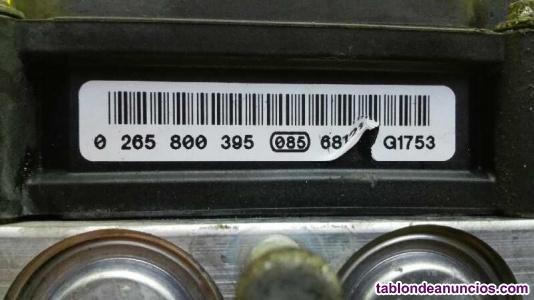 0 265 800 395 085 Q1753
tablondeanuncios.com